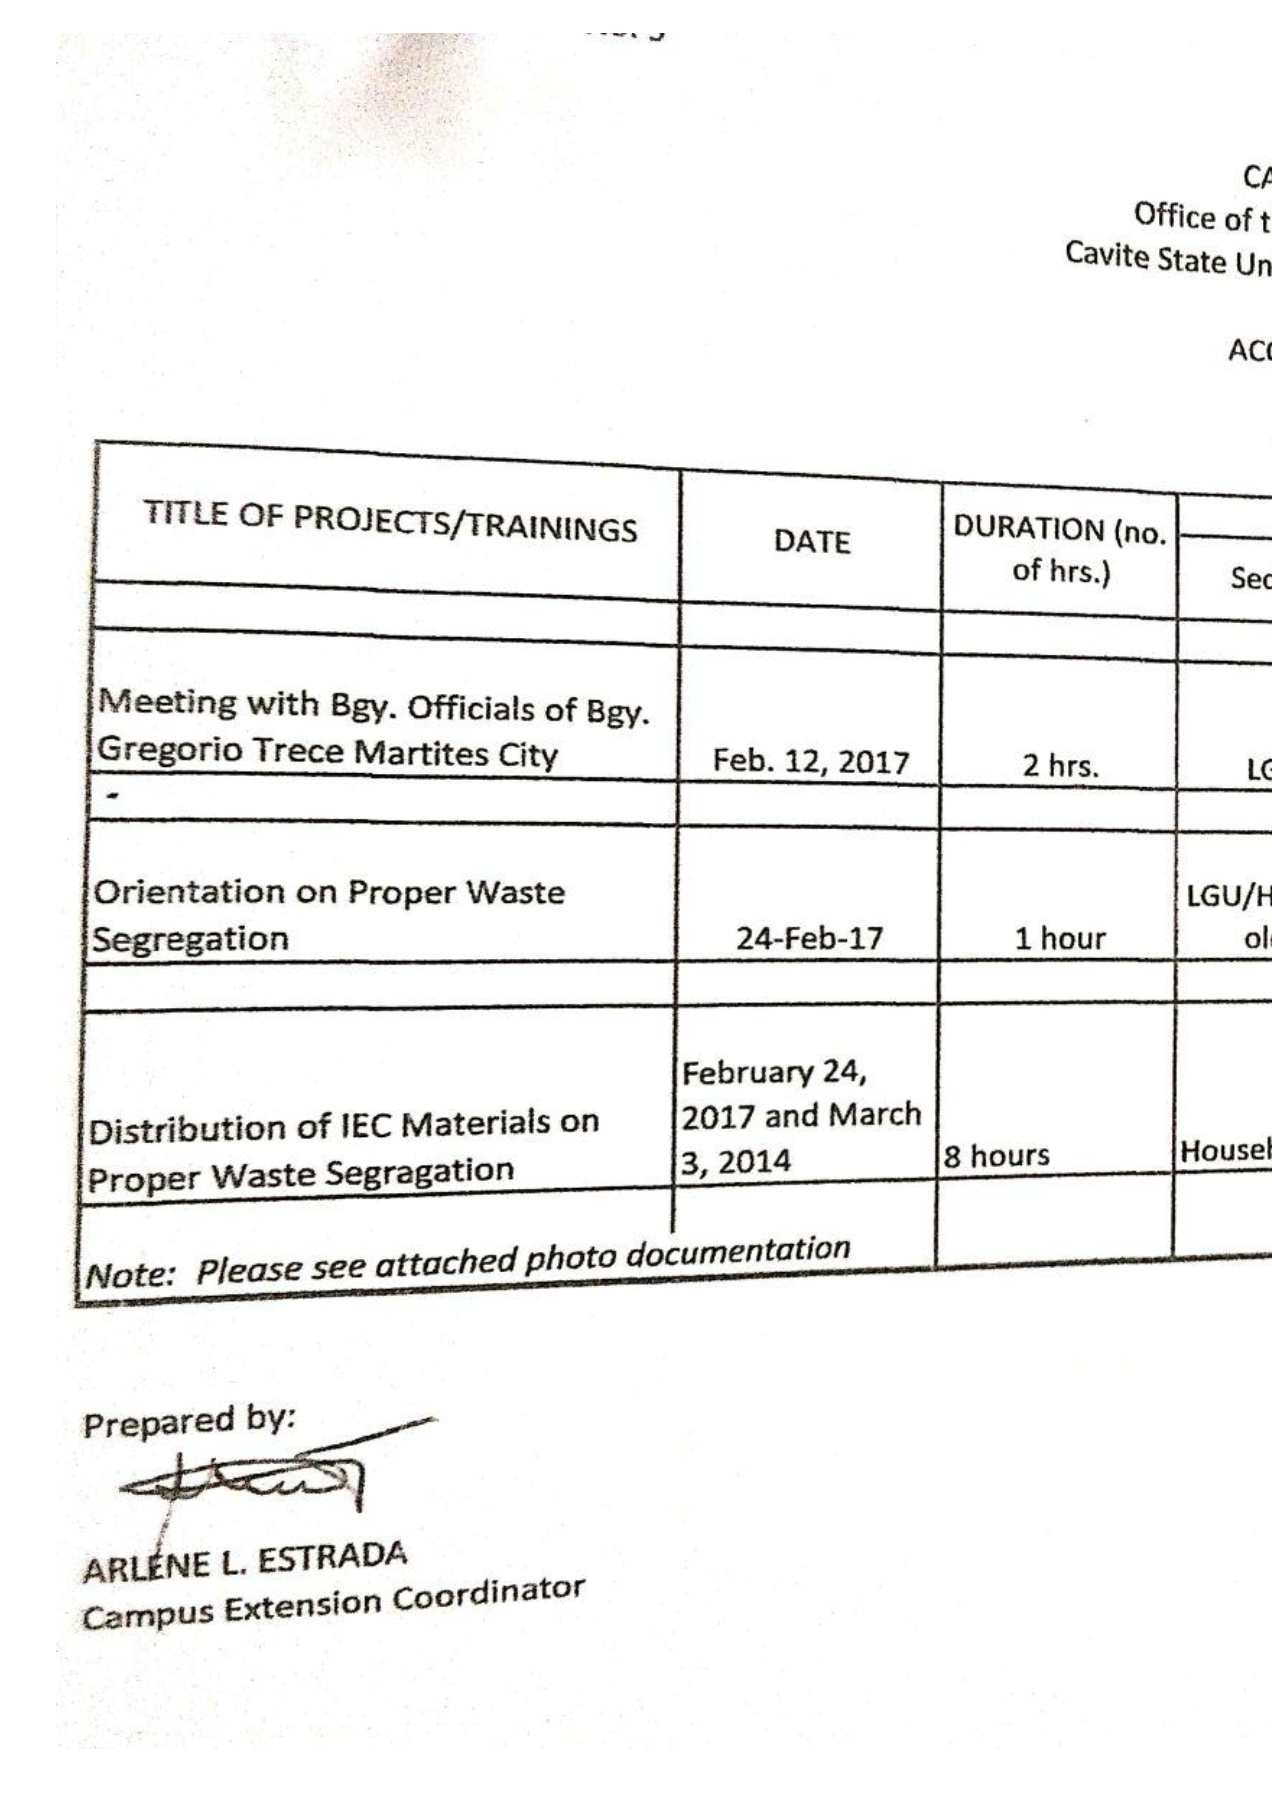 CA
Office of t
Cavite State Un
ACC
TITLE OF PROJECTS/TRAININGS
DATE
DURATION (no.
of hrs.)
Sec
Meeting with Bgy. Officials of Bgy.
Gregorio Trece Martites City
Feb. 12, 2017
2 hrs.
LG
-
Orientation on Proper Waste
Segregation
24-Feb-17
1 hour
LGU/H
ol
Distribution of IEC Materials on
Proper Waste Segragation
February 24,
2017 and March
3, 2014
8 hours
Househ
Note: Please see attached photo documentation
Prepared by:
ARLENE L. ESTRADA
Campus Extension Coordinator